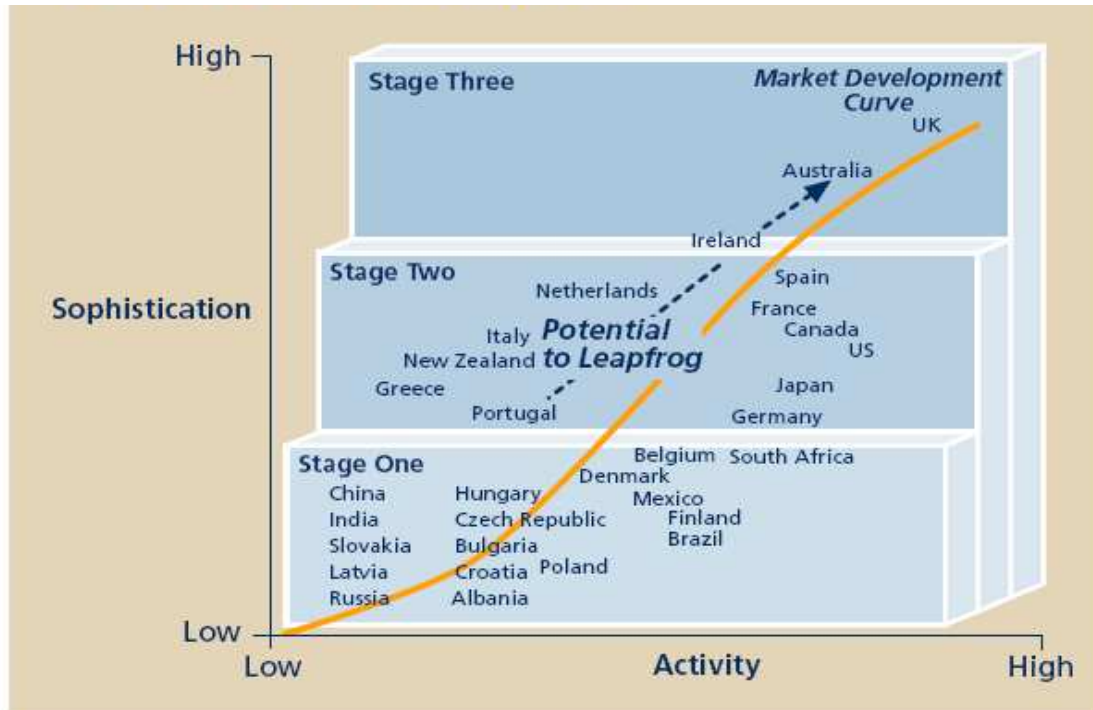 High
Stage Three
Market Development
Curve
UK
Australia
Ireland
Stage Two
Spain
Netherlands
France
Sophistication
Canada
Italy
Potential
US
New Zealand
to Leapfrog
Greece
Japan
Portugal
Germany
Stage One
Belgium
South Africa
Denmark
China
Hungary
Mexico
India
Czech Republic
Finland
Slovakia
Bulgaria
Brazil
Latvia
Croatia
Poland
Russia
Albania
Low
Low
Activity
High